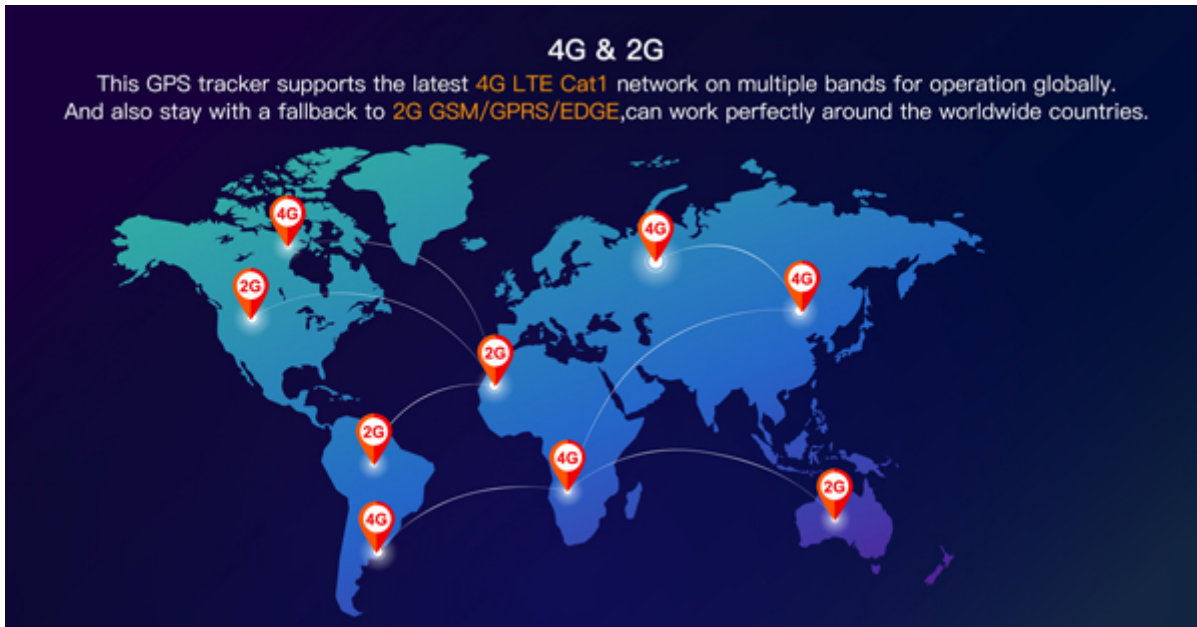 4G & 2G
This GPS tracker supports the latest 4G LTE Cat1 network on multiple bands for operation globally.
And also stay with a fallback to 2G GSM/GPRS/EDGE,can work perfectly around the worldwide countries.
4G
4G
2G
4G
2G
2G
4G
2G
4G